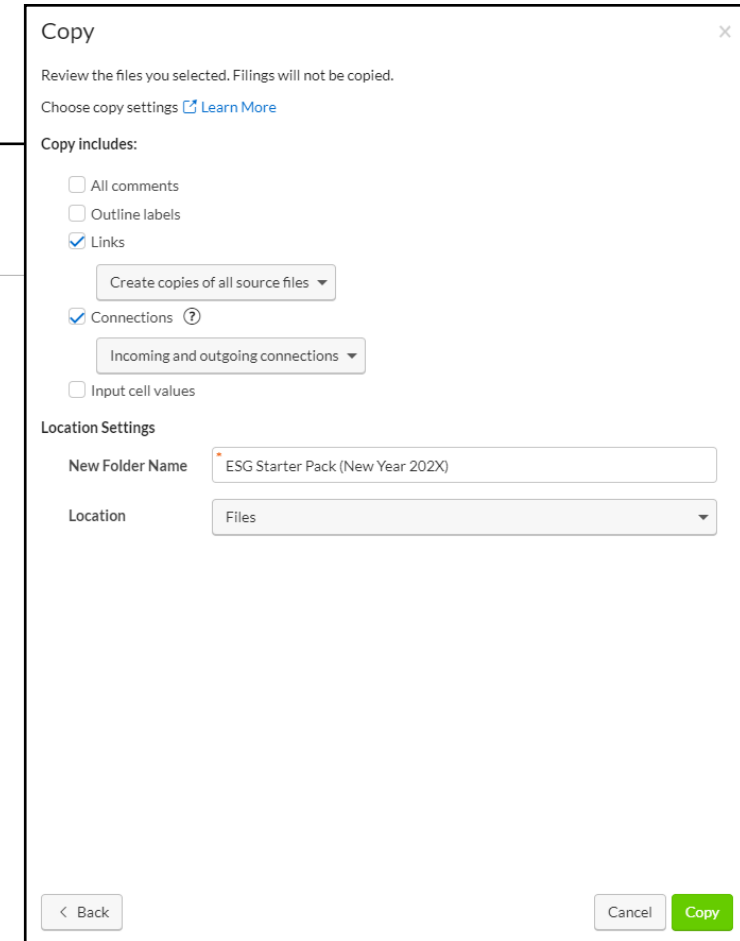 Copy
Review the files you selected. Filings will not be copied.
Choose copy settings Learn More
Copy includes:
All comments
Outline labels
Links
Create copies of all source files
Connections ?
Incoming and outgoing connections
Input cell values
Location Settings
New Folder Name * ESG Starter Pack (New Year 202X)
Location Files
< Back Cancel Copy